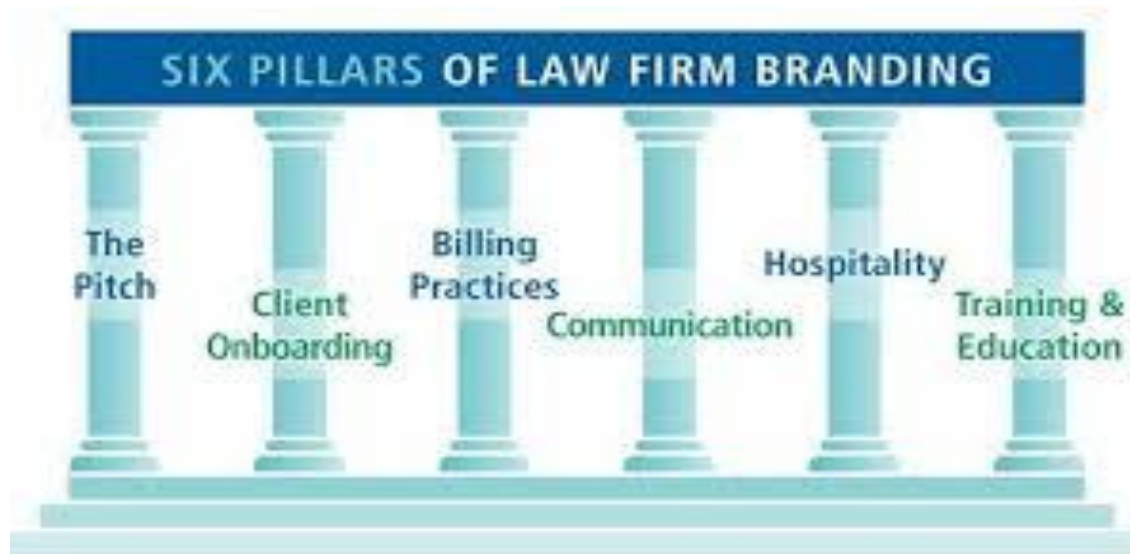 SIX PILLARS OF LAW FIRM BRANDING
The
Pitch
Client
Onboarding
Billing
Practices
Communication
Hospitality
Training &
Education